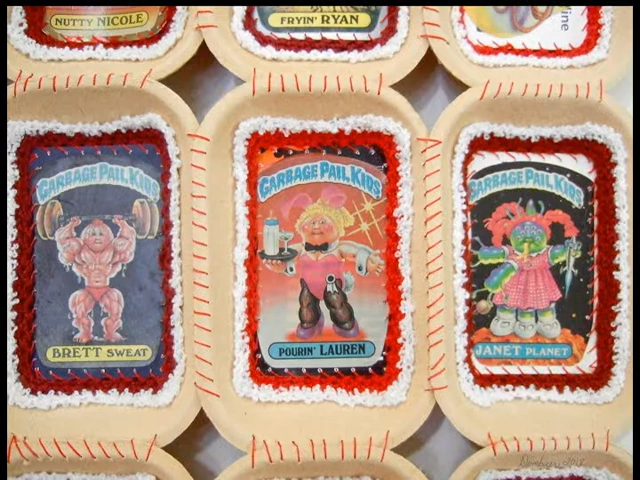 NUTTY NICOLE
FRYIN' RYAN
GARBAGE PAIL KIDS
GARBAGE PAIL KIDS
GARBAGE PAIL KIDS
BRETT SWEAT
POURIN' LAUREN
JANET PLANET